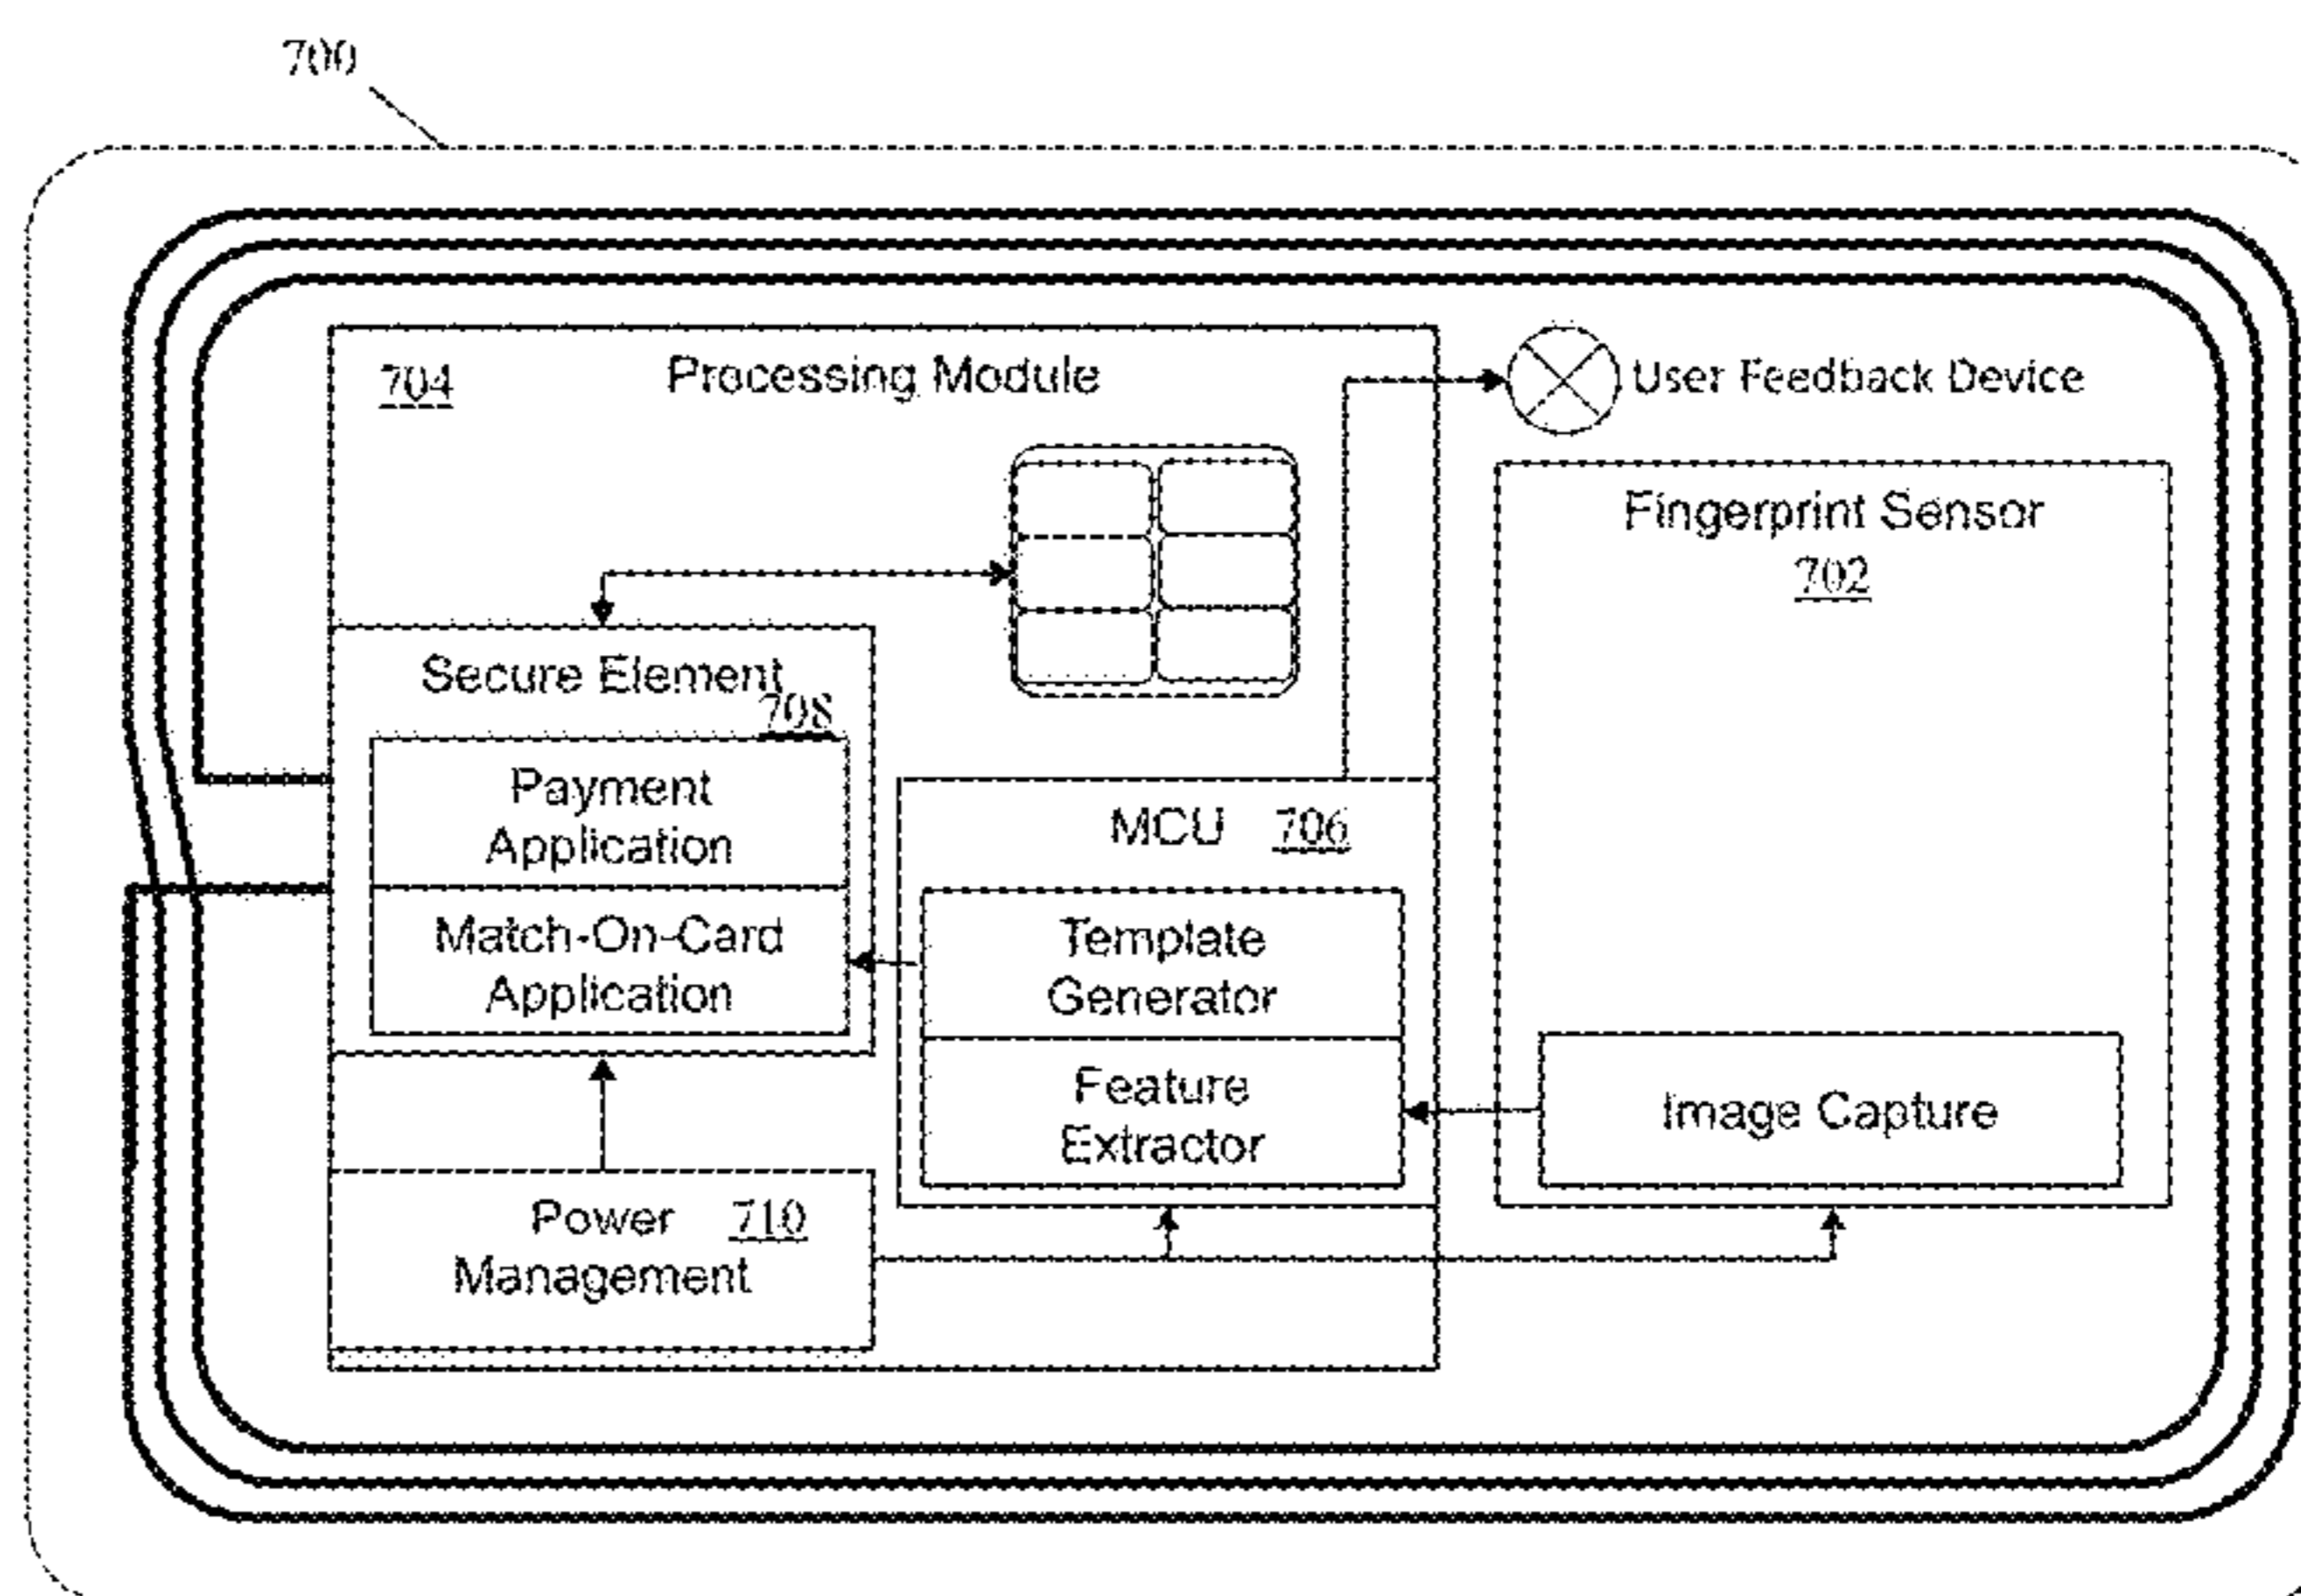 700
704 Processing Module
User Feedback Device
Fingerprint Sensor
702
Secure Element
708
Payment
Application
Match-On-Card
Application
MCU 706
Template
Generator
Feature
Extractor
Image Capture
Power 710
Management